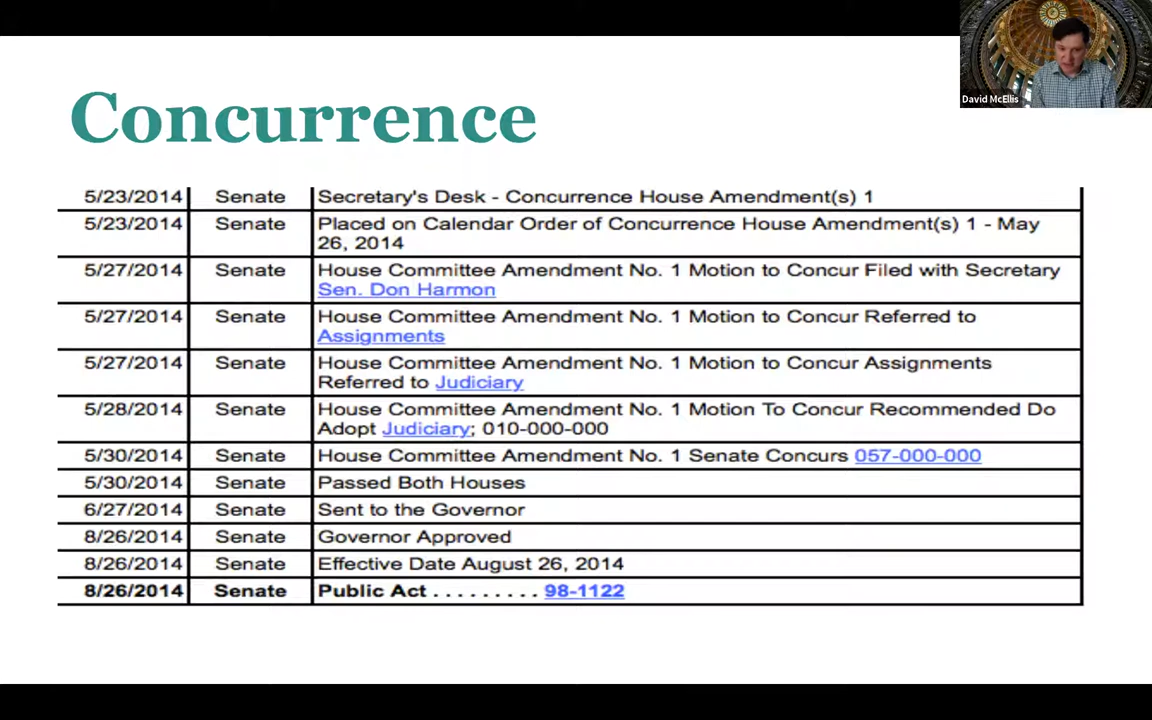 David McEllis
Concurrence
5/23/2014 Senate Secretary's Desk - Concurrence House Amendment(s) 1
5/23/2014 Senate Placed on Calendar Order of Concurrence House Amendment(s) 1 - May
26, 2014
5/27/2014 Senate House Committee Amendment No. 1 Motion to Concur Filed with Secretary
Sen. Don Harmon
5/27/2014 Senate House Committee Amendment No. 1 Motion to Concur Referred to
Assignments
5/27/2014 Senate House Committee Amendment No. 1 Motion to Concur Assignments
Referred to Judiciary
5/28/2014 Senate House Committee Amendment No. 1 Motion To Concur Recommended Do
Adopt Judiciary; 010-000-000
5/30/2014 Senate House Committee Amendment No. 1 Senate Concurs 057-000-000
5/30/2014 Senate Passed Both Houses
6/27/2014 Senate Sent to the Governor
8/26/2014 Senate Governor Approved
8/26/2014 Senate Effective Date August 26, 2014
8/26/2014 Senate Public Act . . . . . . . . . 98-1122